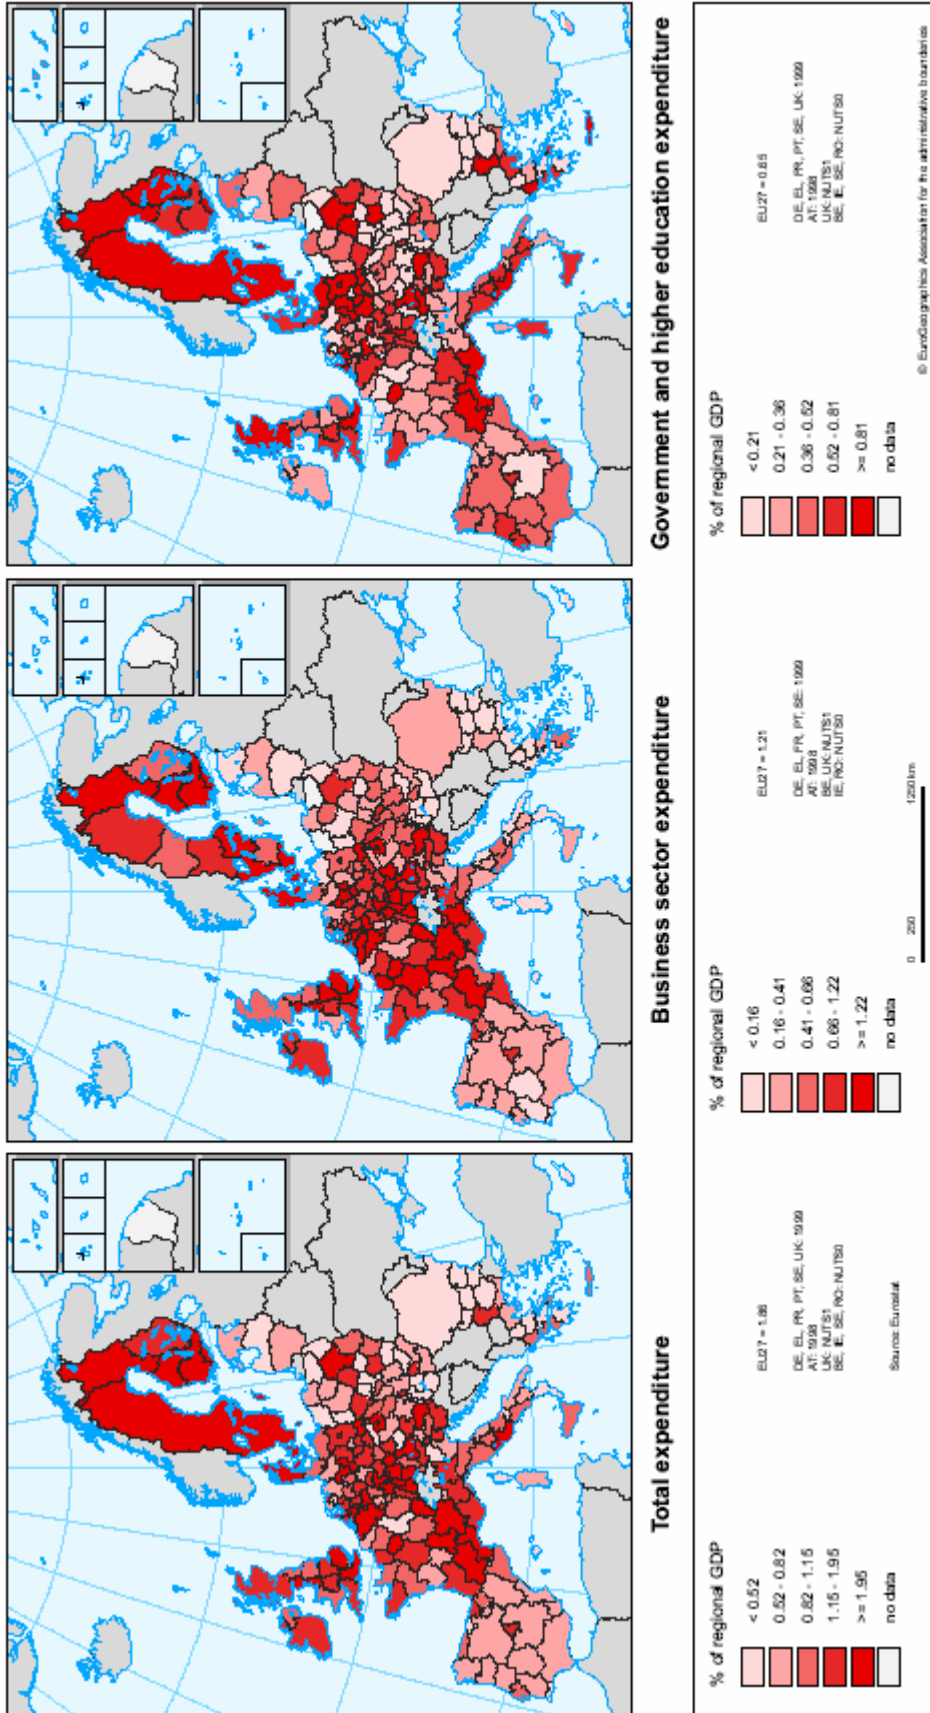 Total expenditure
Business sector expenditure
Government and higher education expenditure
% of regional GDP
< 0.52
0.52 - 0.82
0.82 - 1.15
1.15 - 1.95
>= 1.95
no data
EU27 = 1.86
DE, EL, FR, PT, SE, UK: 1999
AT: 1998
UK: NUTS1
BE, IE, SE, RO: NUTS0
Source: Eurostat
% of regional GDP
< 0.16
0.16 - 0.41
0.41 - 0.66
0.66 - 1.22
>= 1.22
no data
EU27 = 1.21
DE, EL, FR, PT, SE: 1999
AT: 1998
BE, UK: NUTS1
IE, RO: NUTS0
0 250 1250 km
% of regional GDP
< 0.21
0.21 - 0.36
0.36 - 0.52
0.52 - 0.81
>= 0.81
no data
EU27 = 0.65
DE, EL, FR, PT, SE, UK: 1999
AT: 1998
UK: NUTS1
BE, IE, SE, RO: NUTS0
© EuroGeographics Association for the administrative boundaries